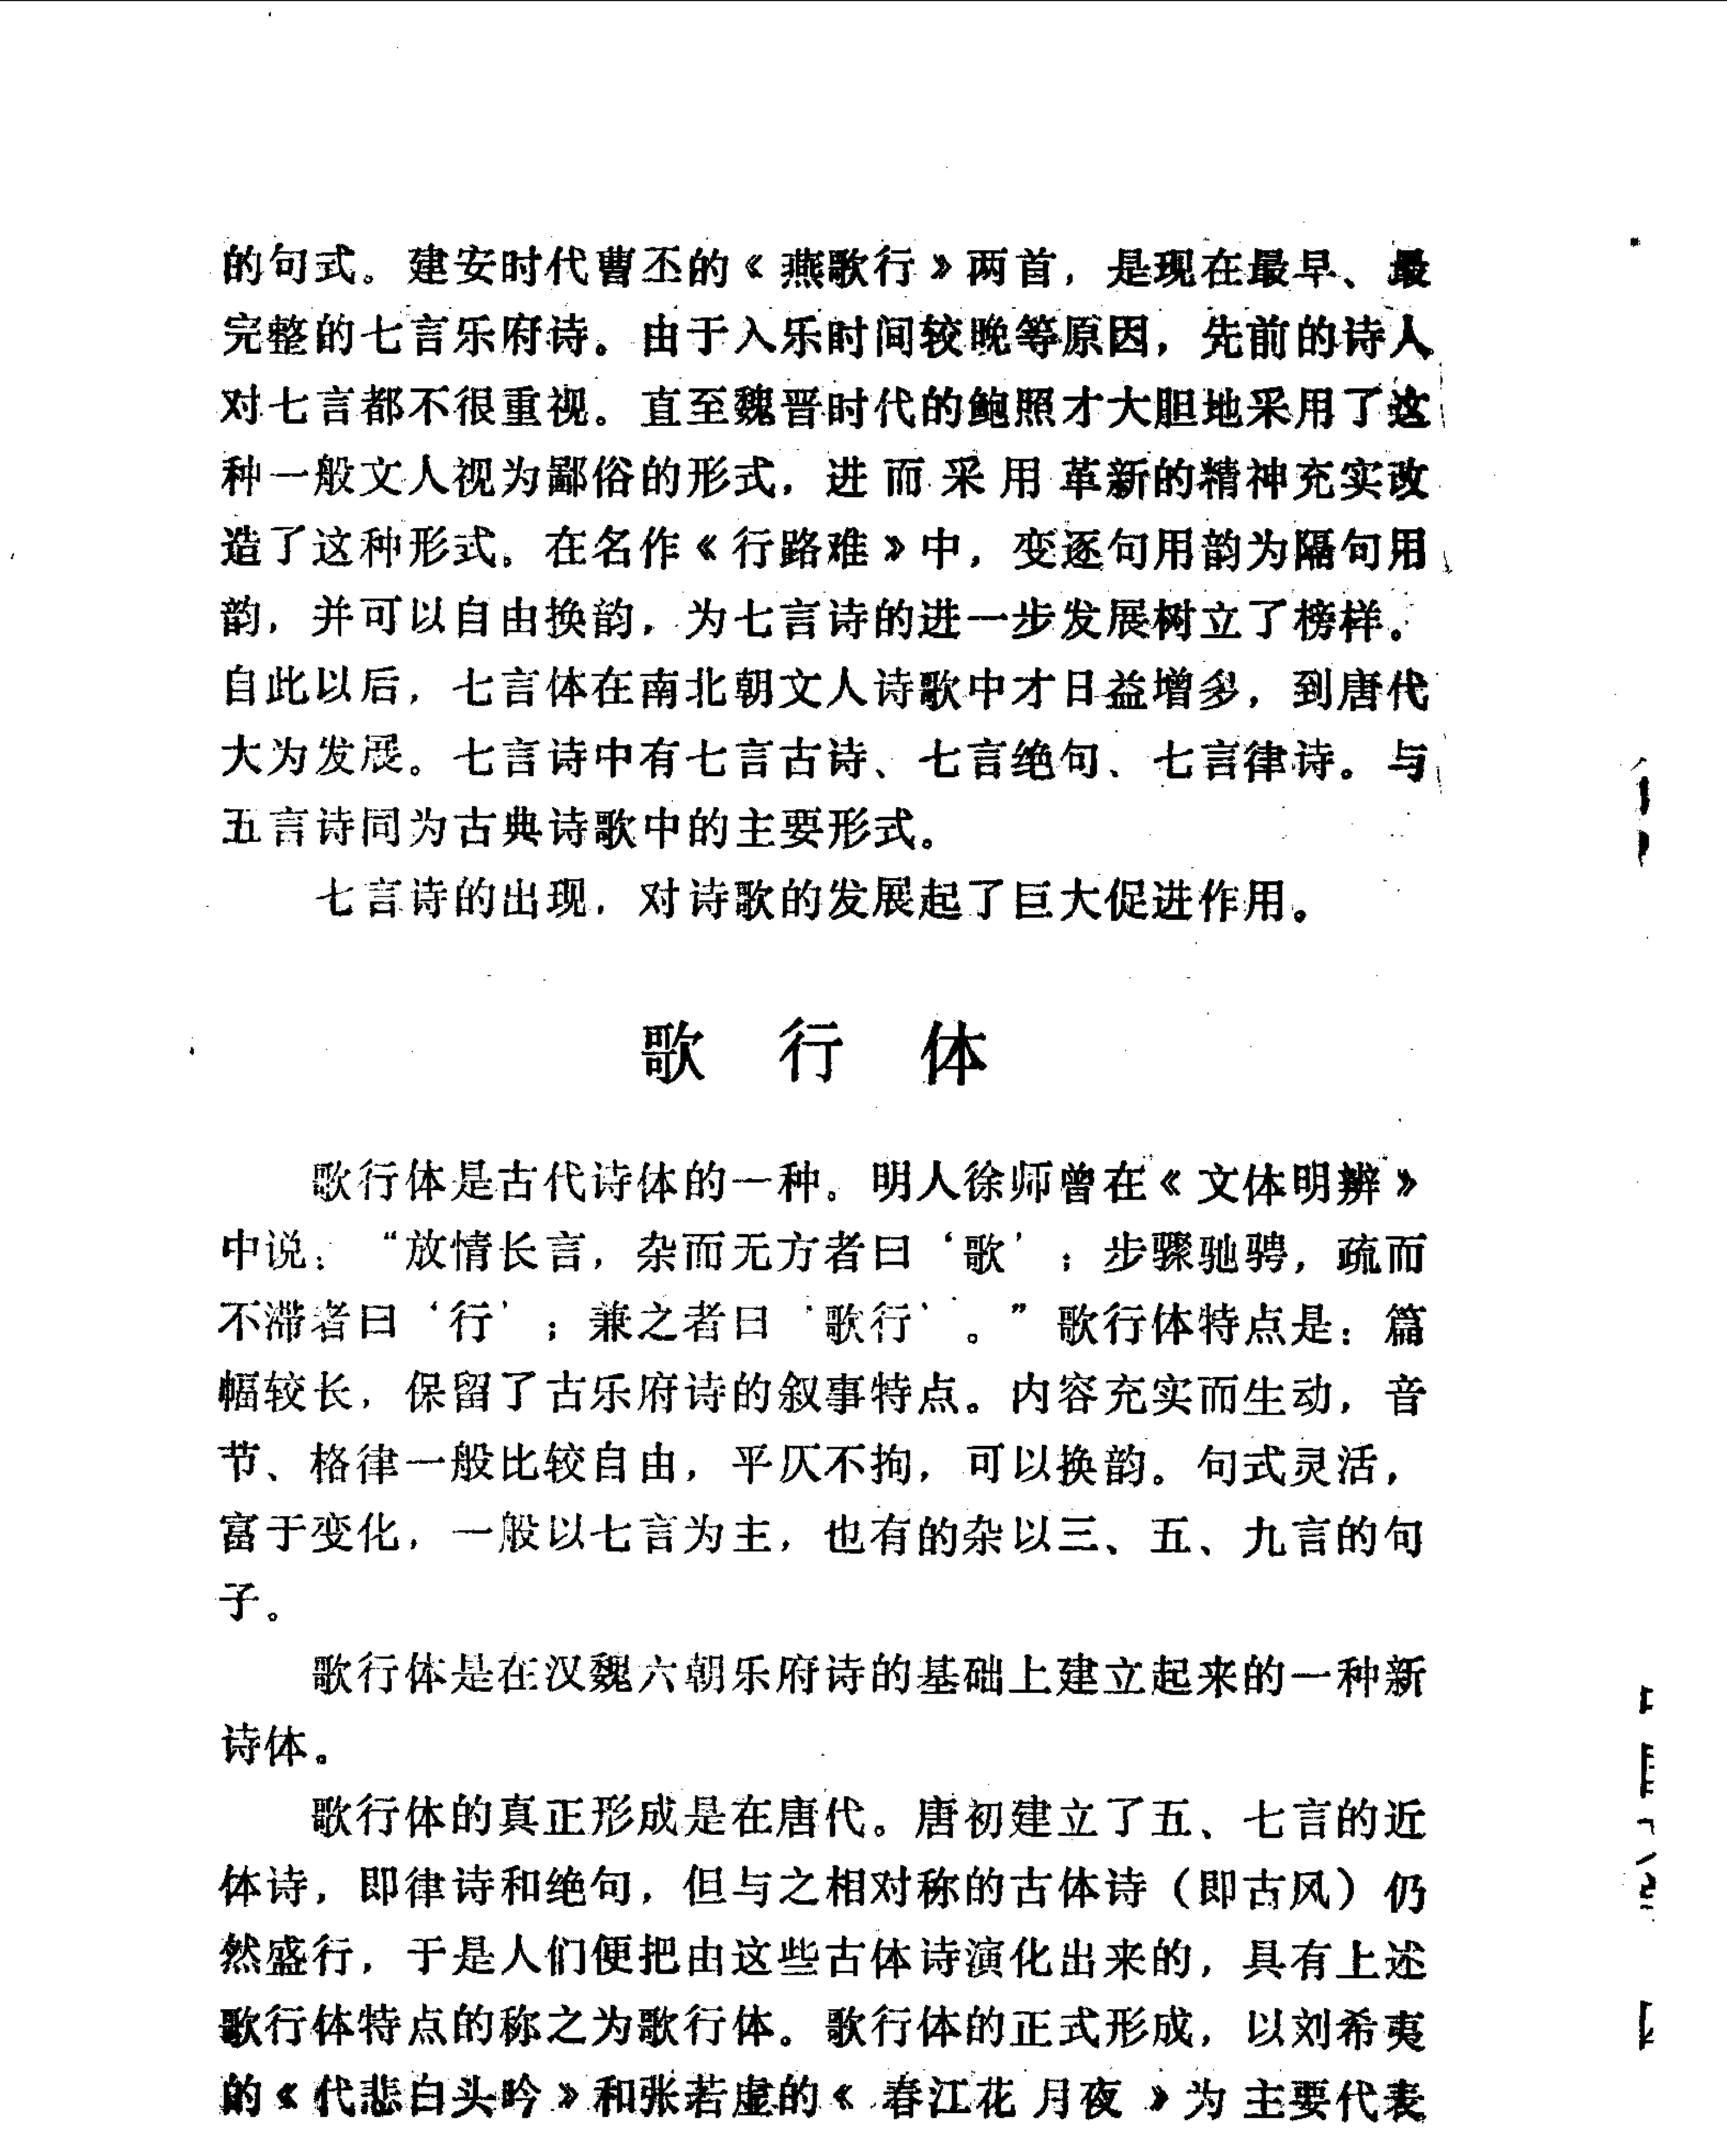 的句式。建安时代曹丕的《燕歌行》两首，是现在最早、最
完整的七言乐府诗。由于入乐时间较晚等原因，先前的诗人
对七言都不很重视。直至魏晋时代的鲍照才大胆地采用了这
种一般文人视为鄙俗的形式，进而采用革新的精神充实改
造了这种形式。在名作《行路难》中，变逐句用韵为隔句用
韵，并可以自由换韵，为七言诗的进一步发展树立了榜样。
自此以后，七言体在南北朝文人诗歌中才日益增多，到唐代
大为发展。七言诗中有七言古诗、七言绝句、七言律诗。与
五言诗同为古典诗歌中的主要形式。
七言诗的出现，对诗歌的发展起了巨大促进作用。
歌行体
歌行体是古代诗体的一种。明人徐师曾在《文体明辨》
中说：“放情长言，杂而无方者曰‘歌’；步骤驰骋，疏而
不滞者曰‘行’；兼之者曰‘歌行’。”歌行体特点是：篇
幅较长，保留了古乐府诗的叙事特点。内容充实而生动，音
节、格律一般比较自由，平仄不拘，可以换韵。句式灵活，
富于变化，一般以七言为主，也有的杂以三、五、九言的句
子。
歌行体是在汉魏六朝乐府诗的基础上建立起来的一种新
诗体。
歌行体的真正形成是在唐代。唐初建立了五、七言的近
体诗，即律诗和绝句，但与之相对称的古体诗（即古风）仍
然盛行，于是人们便把由这些古体诗演化出来的，具有上述
歌行体特点的称之为歌行体。歌行体的正式形成，以刘希夷
的《代悲白头吟》和张若虚的《春江花月夜》为主要代表